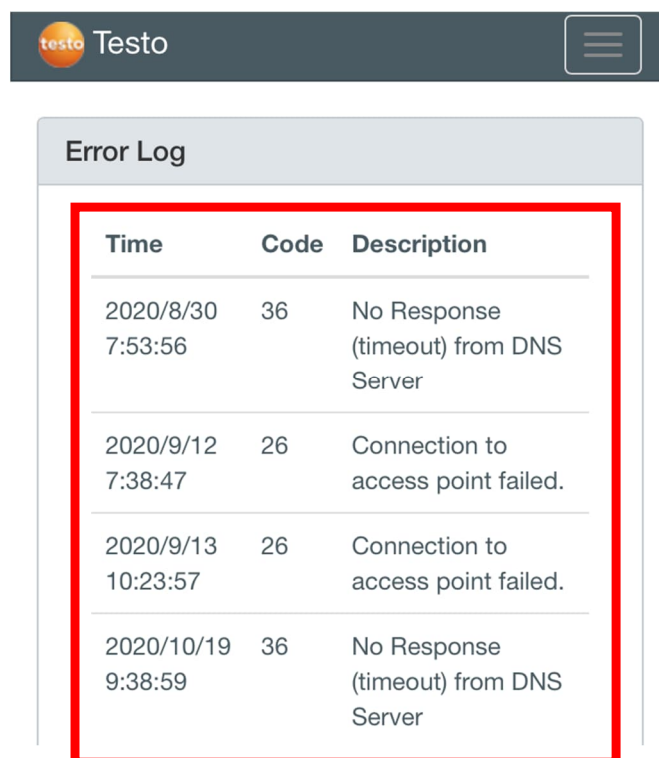 testo Testo
Error Log
Time Code Description
2020/8/30 36 No Response
7:53:56 (timeout) from DNS
Server
2020/9/12 26 Connection to
7:38:47 access point failed.
2020/9/13 26 Connection to
10:23:57 access point failed.
2020/10/19 36 No Response
9:38:59 (timeout) from DNS
Server